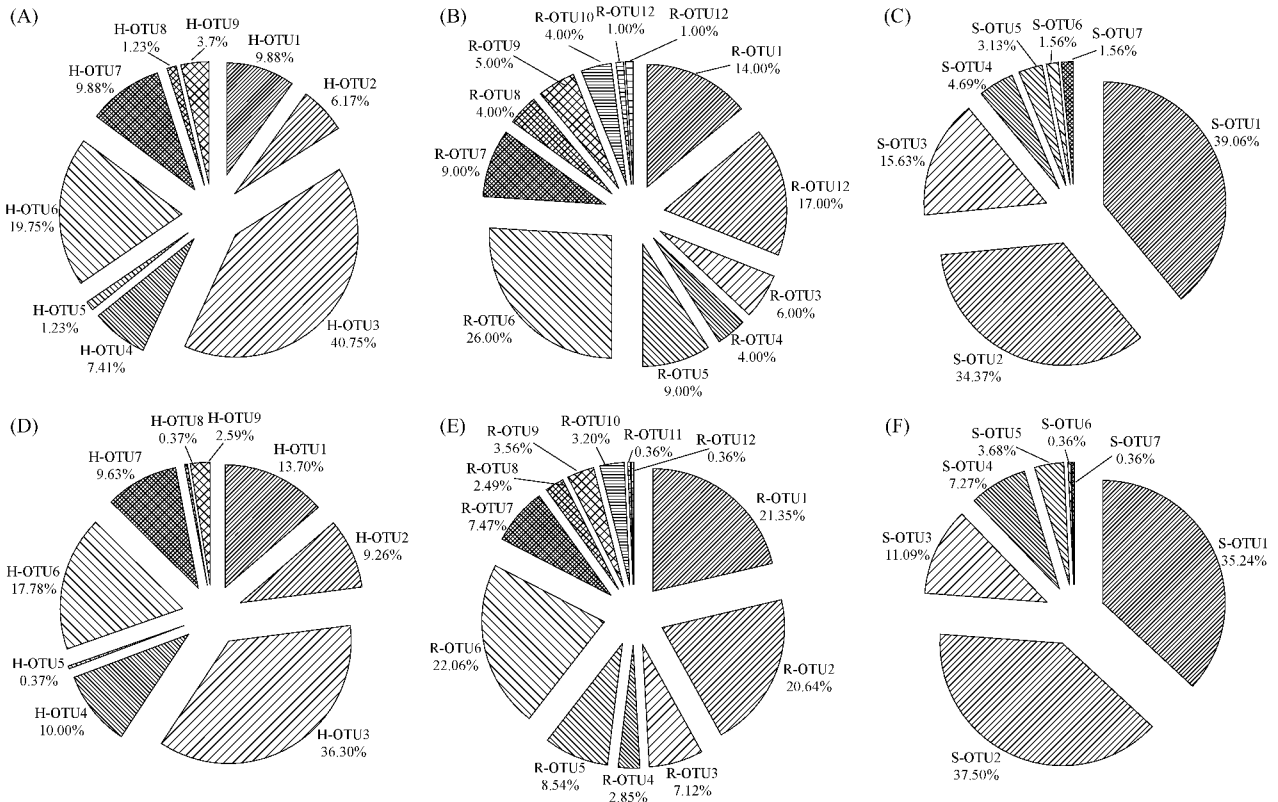 (A)
H-OTU1
9.88%
H-OTU2
6.17%
H-OTU3
40.75%
H-OTU4
7.41%
H-OTU5
1.23%
H-OTU6
19.75%
H-OTU7
9.88%
H-OTU8
1.23%
H-OTU9
3.7%
(B)
R-OTU12
1.00%
R-OTU1
14.00%
R-OTU12
17.00%
R-OTU3
6.00%
R-OTU4
4.00%
R-OTU5
9.00%
R-OTU6
26.00%
R-OTU7
9.00%
R-OTU8
4.00%
R-OTU9
5.00%
R-OTU10
4.00%
R-OTU12
1.00%
(C)
S-OTU1
39.06%
S-OTU2
34.37%
S-OTU3
15.63%
S-OTU4
4.69%
S-OTU5
3.13%
S-OTU6
1.56%
S-OTU7
1.56%
(D)
H-OTU1
13.70%
H-OTU2
9.26%
H-OTU3
36.30%
H-OTU4
10.00%
H-OTU5
0.37%
H-OTU6
17.78%
H-OTU7
9.63%
H-OTU8
0.37%
H-OTU9
2.59%
(E)
R-OTU1
21.35%
R-OTU2
20.64%
R-OTU3
7.12%
R-OTU4
2.85%
R-OTU5
8.54%
R-OTU6
22.06%
R-OTU7
7.47%
R-OTU8
2.49%
R-OTU9
3.56%
R-OTU10
3.20%
R-OTU11
0.36%
R-OTU12
0.36%
(F)
S-OTU1
35.24%
S-OTU2
37.50%
S-OTU3
11.09%
S-OTU4
7.27%
S-OTU5
3.68%
S-OTU6
0.36%
S-OTU7
0.36%